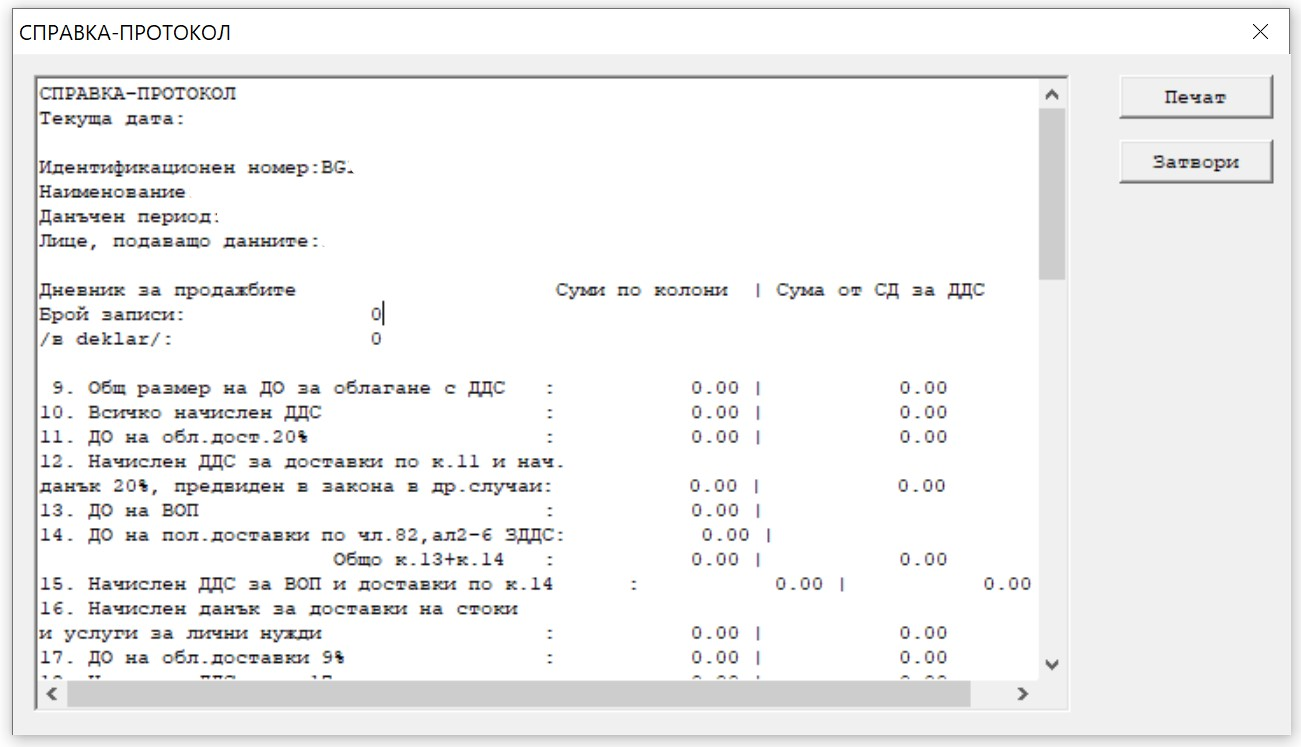 СПРАВКА-ПРОТОКОЛ
СПРАВКА-ПРОТОКОЛ
Текуща дата:
Идентификационен номер:BG.
Наименование
Данъчен период:
Лице, подаващо данните:
Дневник за продажбите Суми по колони | Сума от СД за ДДС
Брой записи: 0
/в deklar/: 0
9. Общ размер на ДО за облагане с ДДС : 0.00 | 0.00
10. Всичко начислен ДДС : 0.00 | 0.00
11. ДО на обл.дост.20% : 0.00 | 0.00
12. Начислен ДДС за доставки по к.11 и нач.
данък 20%, предвиден в закона в др.случаи: 0.00 | 0.00
13. ДО на ВОП : 0.00 |
14. ДО на пол.доставки по чл.82,ал2-6 ЗДДС: 0.00 |
Общо к.13+к.14 : 0.00 | 0.00
15. Начислен ДДС за ВОП и доставки по к.14 : 0.00 | 0.00
16. Начислен данък за доставки на стоки
и услуги за лични нужди : 0.00 | 0.00
17. ДО на обл.доставки 9% : 0.00 | 0.00
Печат
Затвори